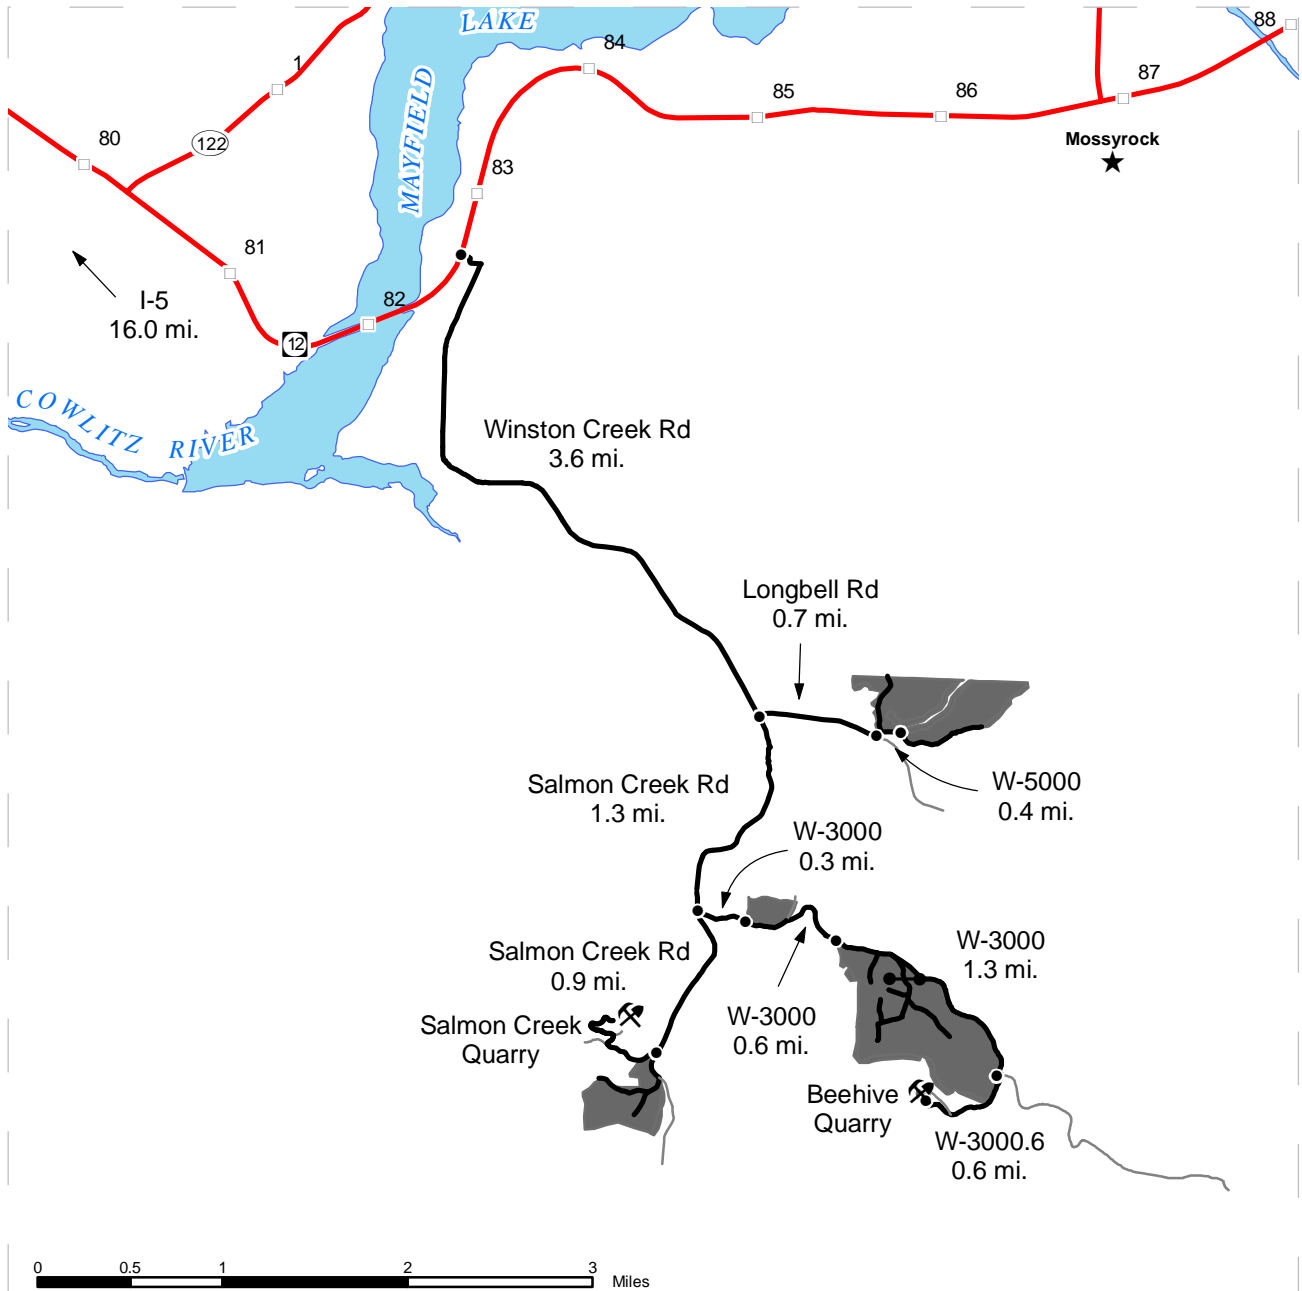 LAKE
88
84
1
87
85
86
80
122
Mossyrock
MAYFIELD
83
81
I-5
16.0 mi.
82
12
COWLITZ RIVER
Winston Creek Rd
3.6 mi.
Longbell Rd
0.7 mi.
Salmon Creek Rd
1.3 mi.
W-5000
0.4 mi.
W-3000
0.3 mi.
Salmon Creek Rd
0.9 mi.
W-3000
1.3 mi.
Salmon Creek
Quarry
W-3000
0.6 mi.
Beehive
Quarry
W-3000.6
0.6 mi.
0 0.5 1 2 3 Miles